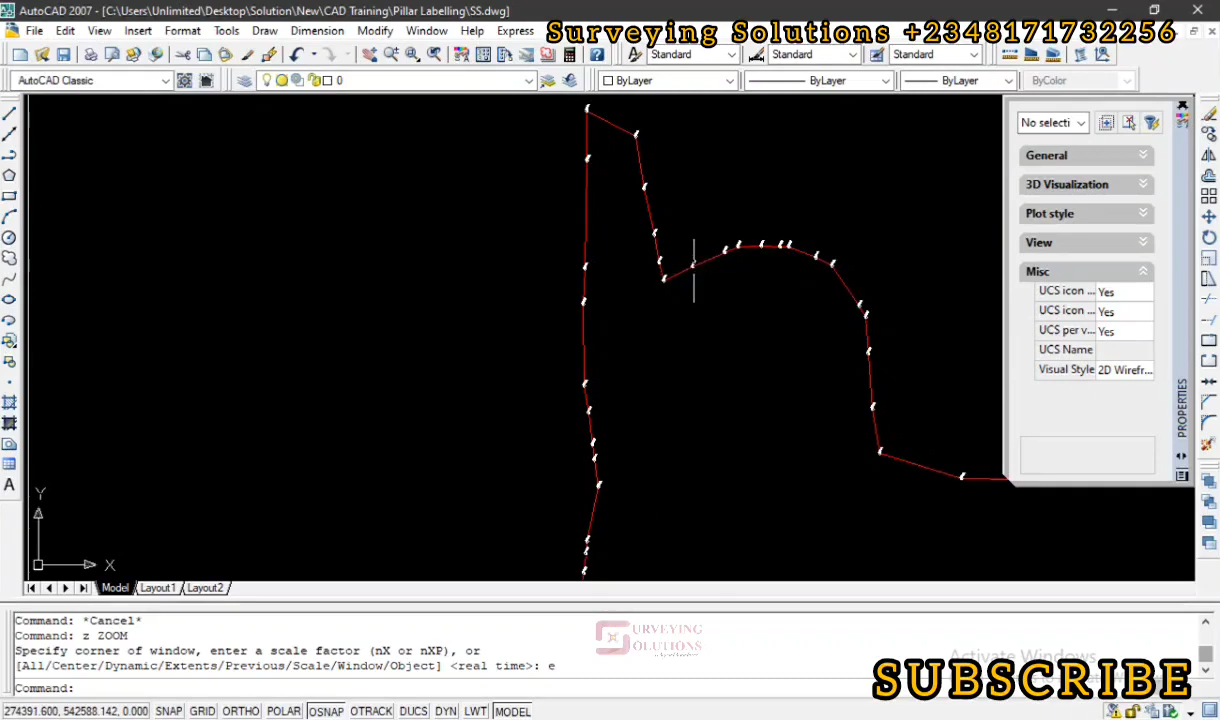 AutoCAD 2007 - [C:\Users\Unlimited\Desktop\Solution\New\CAD Training\Pillar Labelling\SS.dwg]
File Edit View Insert Format Tools Draw Dimension Modify Window Help Express
Surveying Solutions +2348171732256
Standard Standard Standard
AutoCAD Classic 0 ByLayer ByLayer ByLayer ByColor
No selecti
General
3D Visualization
Plot style
View
Misc
UCS icon ... Yes
UCS icon ... Yes
UCS per v... Yes
UCS Name
Visual Style 2D Wirefr...
PROPERTIES
Y
X
Model Layout1 Layout2
Command: *Cancel*
Command: z ZOOM
Specify corner of window, enter a scale factor (nX or nXP), or
[All/Center/Dynamic/Extents/Previous/Scale/Window/Object] <real time>: e
Command:
SURVEYING
SOLUTIONS
Activate Windows
SUBSCRIBE
274391.600, 542588.142, 0.000 SNAP GRID ORTHO POLAR OSNAP OTRACK DUCS DYN LWT MODEL